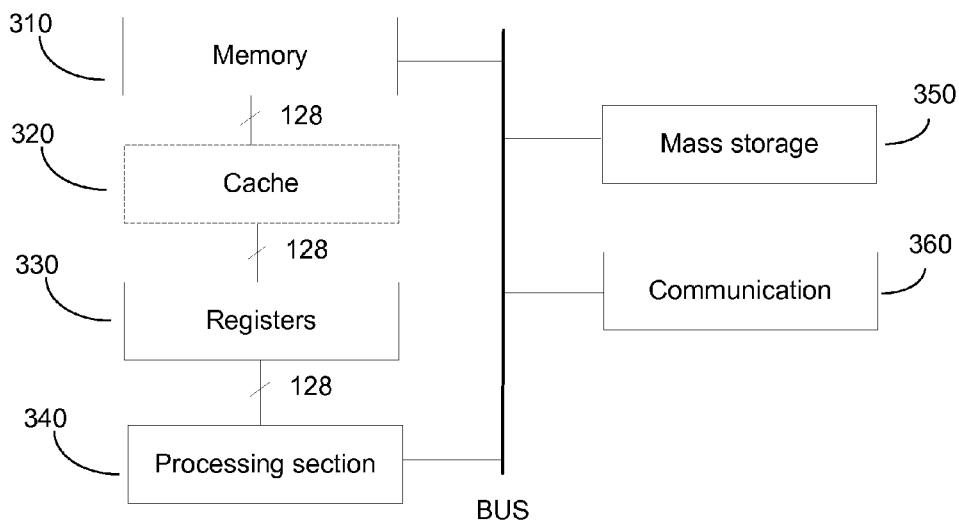 310
Memory
128
320
Cache
128
330
Registers
128
340
Processing section
BUS
350
Mass storage
360
Communication